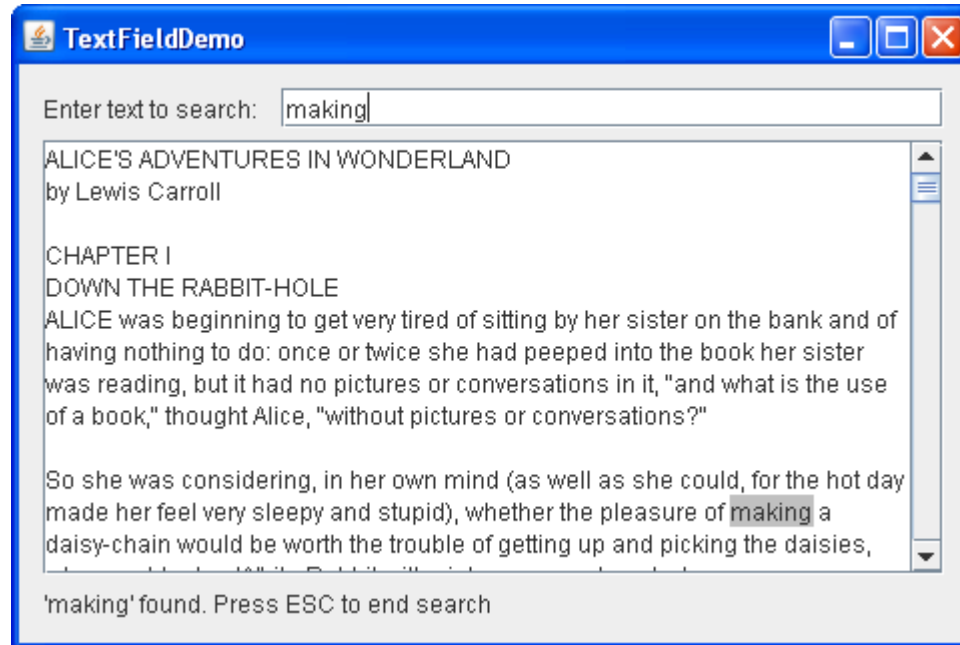 TextFieldDemo
Enter text to search: making
ALICE'S ADVENTURES IN WONDERLAND
by Lewis Carroll
CHAPTER I
DOWN THE RABBIT-HOLE
ALICE was beginning to get very tired of sitting by her sister on the bank and of
having nothing to do: once or twice she had peeped into the book her sister
was reading, but it had no pictures or conversations in it, "and what is the use
of a book," thought Alice, "without pictures or conversations?"
So she was considering, in her own mind (as well as she could, for the hot day
made her feel very sleepy and stupid), whether the pleasure of making a
daisy-chain would be worth the trouble of getting up and picking the daisies,
'making' found. Press ESC to end search